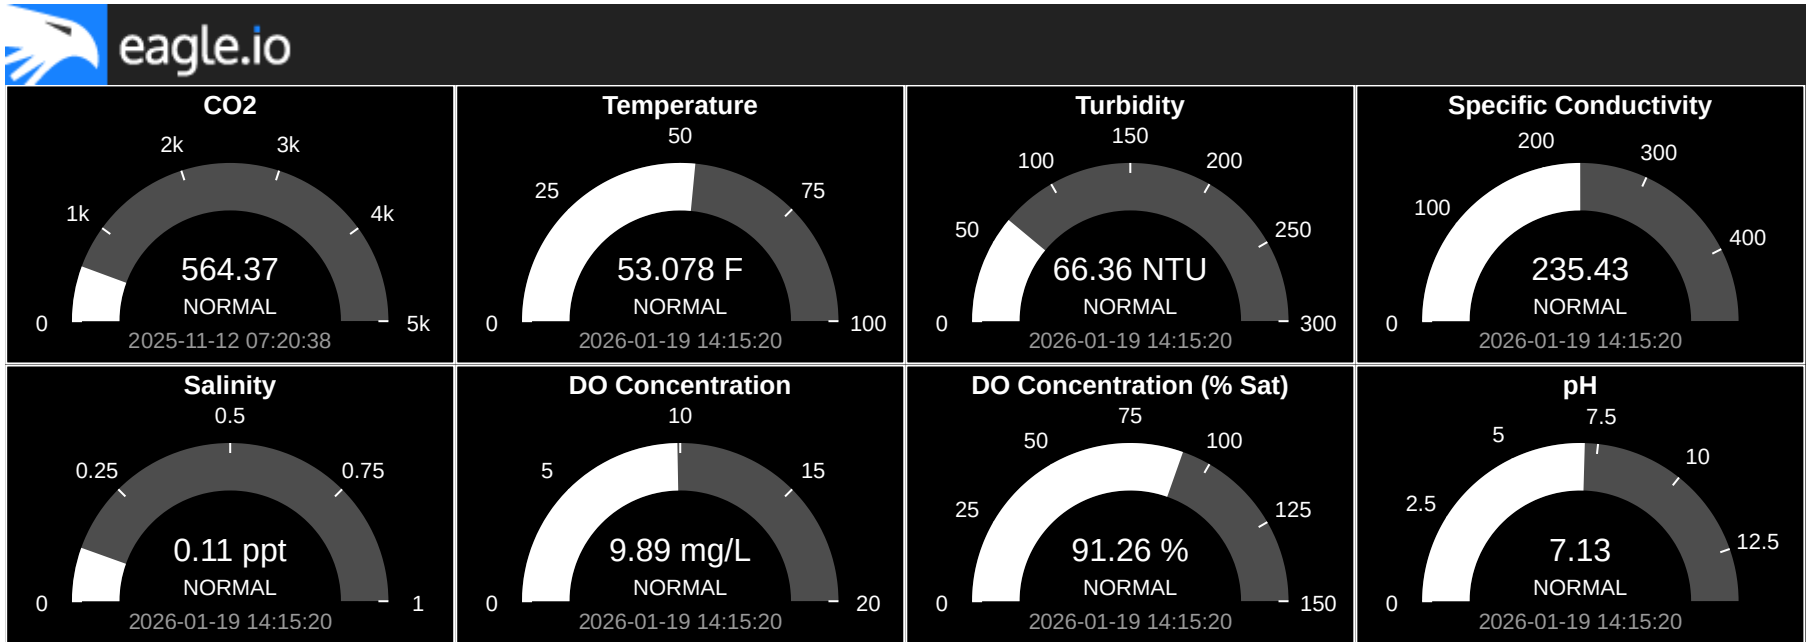 eagle.io
CO2
2k
3k
1k
4k
564.37
NORMAL
0
5k
2025-11-12 07:20:38
Temperature
50
25
75
53.078 F
NORMAL
0
100
2026-01-19 14:15:20
Turbidity
150
100
200
50
250
66.36 NTU
NORMAL
0
300
2026-01-19 14:15:20
Specific Conductivity
200
300
100
400
235.43
NORMAL
0
2026-01-19 14:15:20
Salinity
0.5
0.25
0.75
0.11 ppt
NORMAL
0
1
2026-01-19 14:15:20
DO Concentration
10
5
15
9.89 mg/L
NORMAL
0
20
2026-01-19 14:15:20
DO Concentration (% Sat)
75
50
100
25
125
91.26 %
NORMAL
0
150
2026-01-19 14:15:20
pH
7.5
5
10
2.5
12.5
7.13
NORMAL
0
2026-01-19 14:15:20